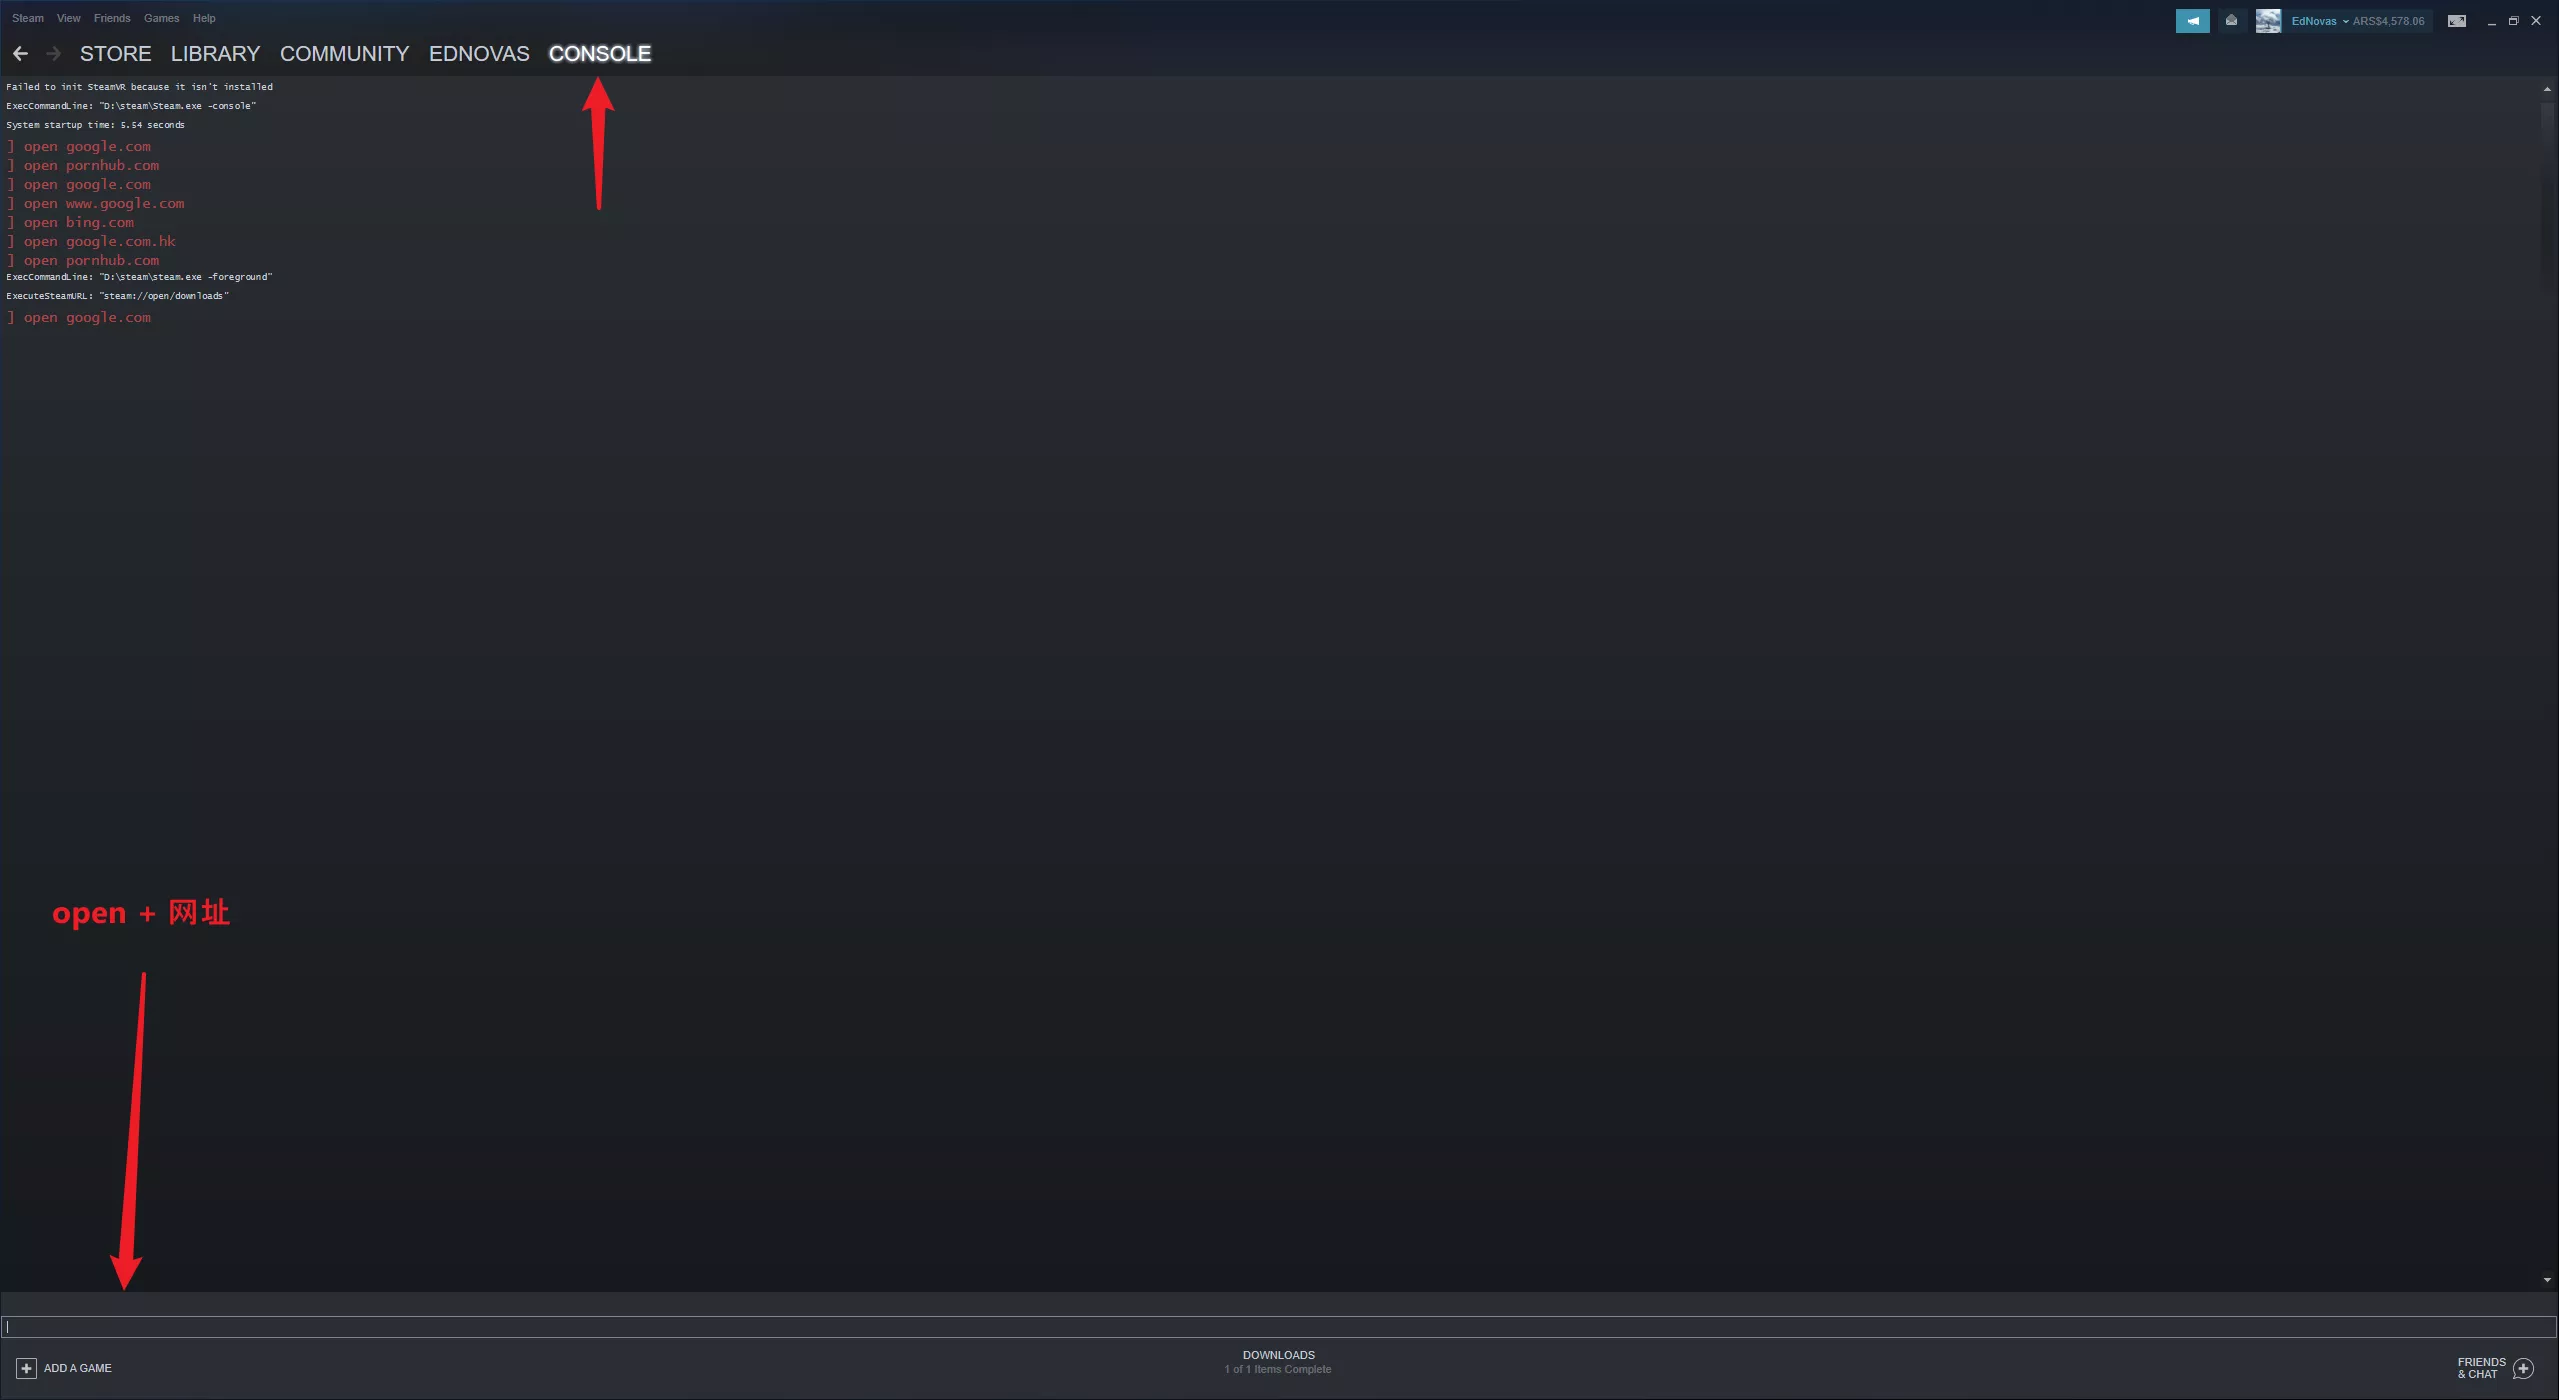 Steam View Friends Games Help
EdNovas ARS$4,578.06
STORE LIBRARY COMMUNITY EDNOVAS CONSOLE
Failed to init SteamVR because it isn't installed
ExecCommandLine: "D:\steam\Steam.exe -console"
System startup time: 5.54 seconds
] open google.com
] open pornhub.com
] open google.com
] open www.google.com
] open bing.com
] open google.com.hk
] open pornhub.com
ExecCommandLine: "D:\steam\steam.exe -foreground"
ExecuteSteamURL: "steam://open/downloads"
] open google.com
open + 网址
ADD A GAME
DOWNLOADS
1 of 1 Items Complete
FRIENDS
& CHAT